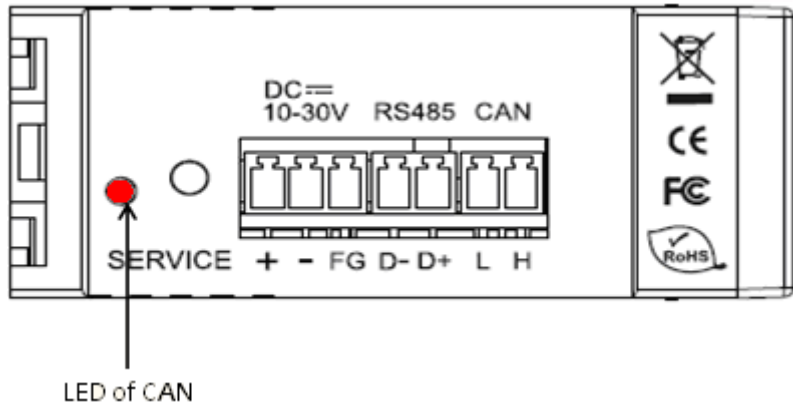 DC
10-30V RS485 CAN
CE
FC
RoHS
SERVICE + - FG D- D+ L H
LED of CAN